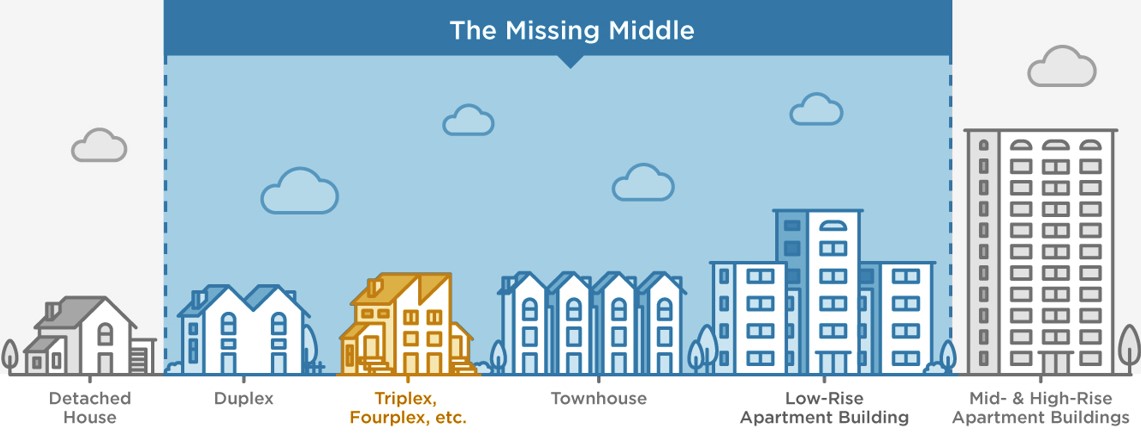 The Missing Middle
Detached
House
Duplex
Triplex,
Fourplex, etc.
Townhouse
Low-Rise
Apartment Building
Mid- & High-Rise
Apartment Buildings